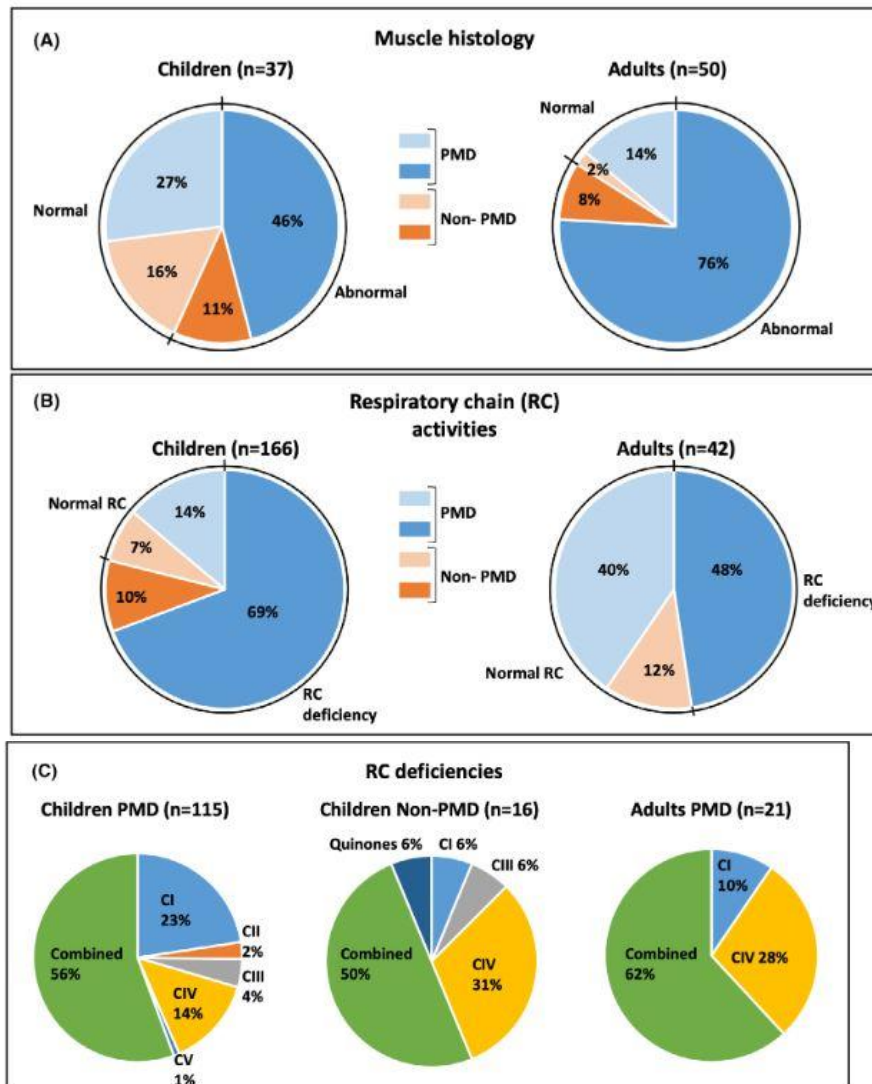 (A)
Muscle histology
Children (n=37)
Adults (n=50)
Normal
27%
46%
16%
11%
Abnormal
PMD
Non- PMD
Normal
14%
2%
8%
76%
Abnormal
(B)
Respiratory chain (RC)
activities
Children (n=166)
Adults (n=42)
Normal RC
14%
7%
10%
69%
RC
deficiency
PMD
Non- PMD
40%
48%
12%
Normal RC
RC
deficiency
(C)
RC deficiencies
Children PMD (n=115)
Children Non-PMD (n=16)
Adults PMD (n=21)
CI
23%
CII
2%
CIII
4%
CIV
14%
CV
1%
Combined
56%
Quinones 6%
CI 6%
CIII 6%
CIV
31%
Combined
50%
CI
10%
CIV 28%
Combined
62%